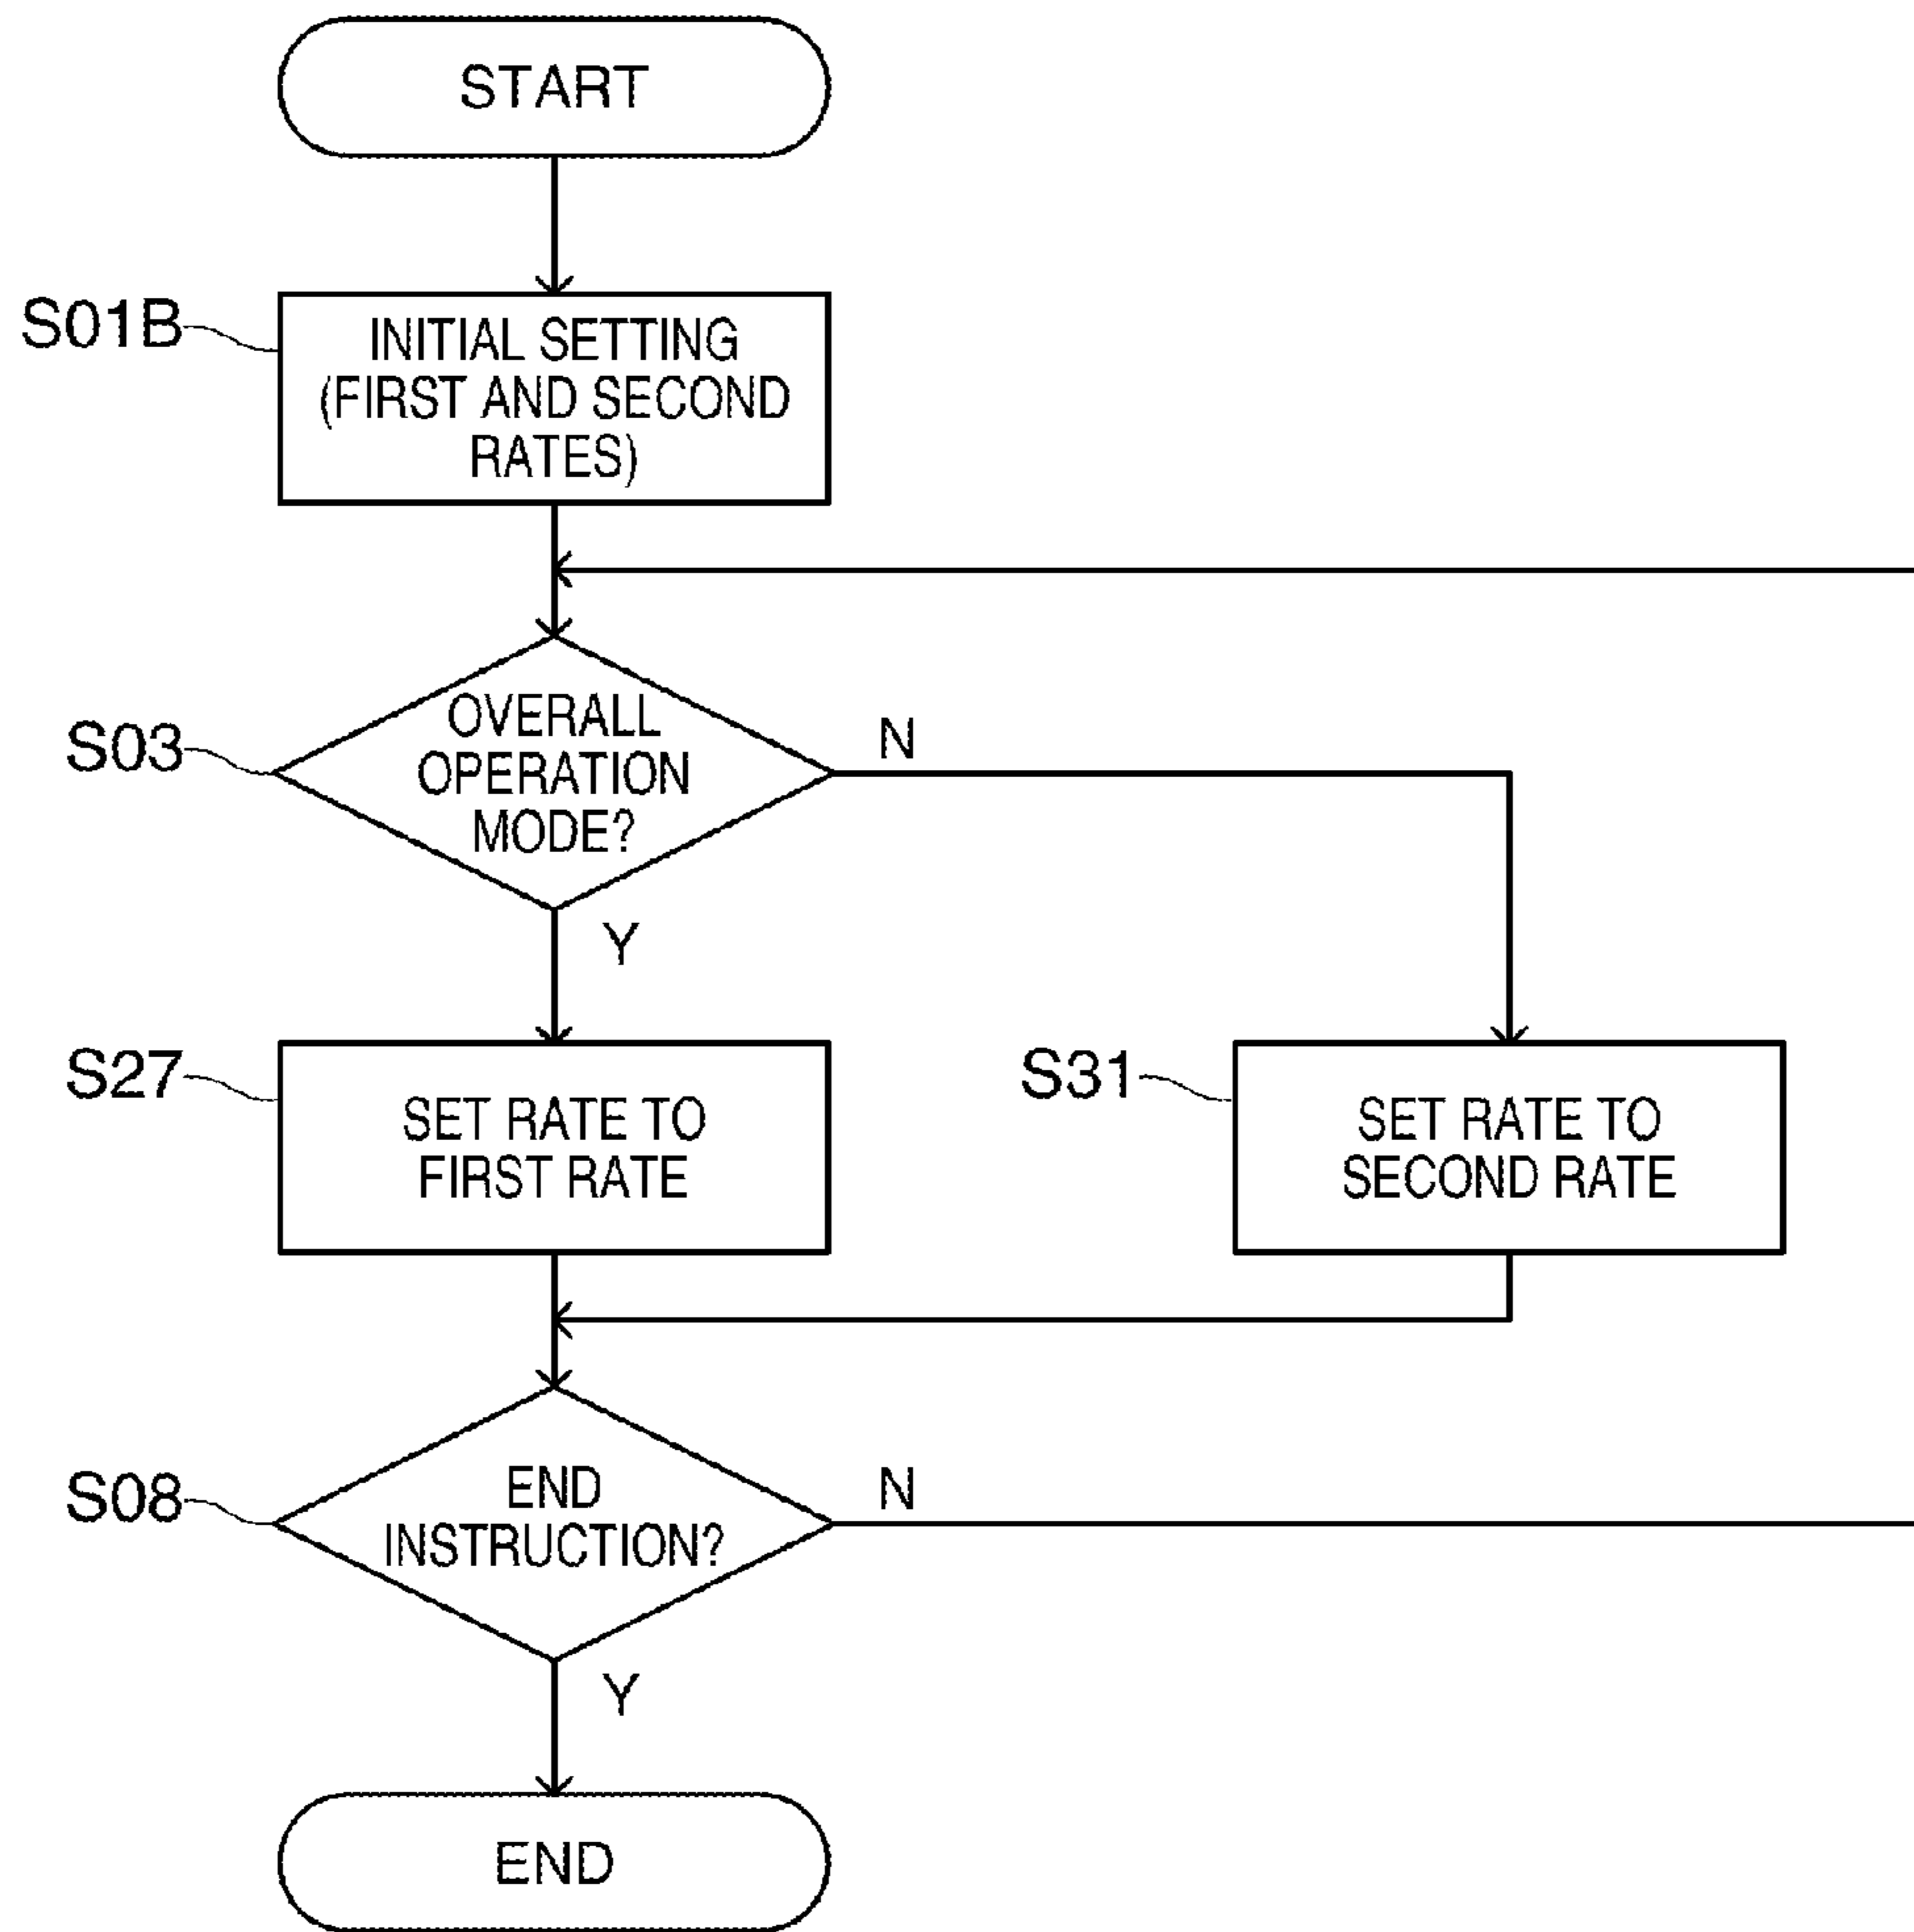 START
S01B
INITIAL SETTING
(FIRST AND SECOND
RATES)
S03
OVERALL
OPERATION
MODE?
N
Y
S27
SET RATE TO
FIRST RATE
S31
SET RATE TO
SECOND RATE
S08
END
INSTRUCTION?
N
Y
END